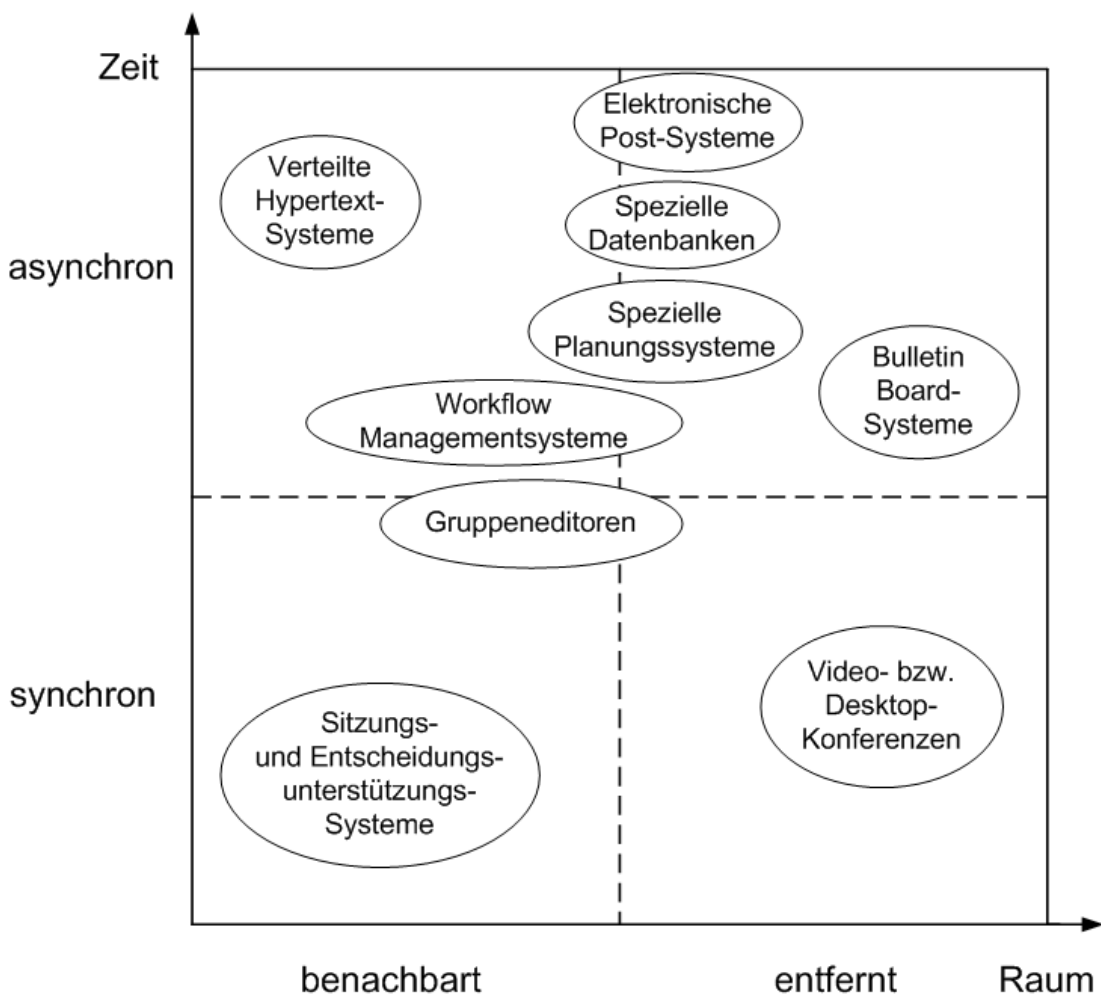 Zeit
Elektronische
Post-Systeme
Verteilte
Hypertext-
Systeme
Spezielle
Datenbanken
asynchron
Spezielle
Planungssysteme
Bulletin
Board-
Systeme
Workflow
Managementsysteme
Gruppeneditoren
synchron
Video- bzw.
Desktop-
Konferenzen
Sitzungs-
und Entscheidungs-
unterstützungs-
Systeme
benachbart
entfernt
Raum